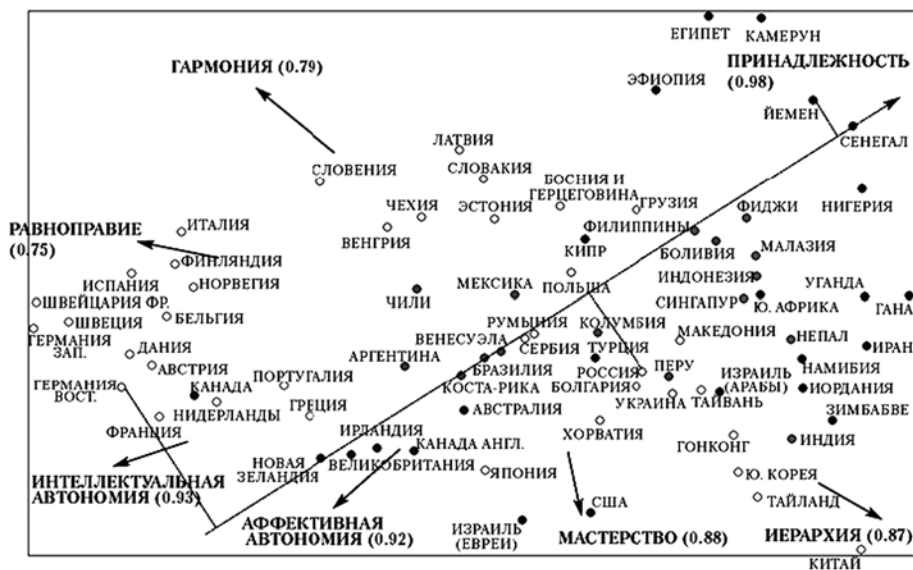 ЕГИПЕТ
КАМЕРУН
ГАРМОНИЯ (0.79)
ПРИНАДЛЕЖНОСТЬ
(0.98)
ЭФИОПИЯ
ЙЕМЕН
СЕНЕГАЛ
ЛАТВИЯ
СЛОВЕНИЯ
СЛОВАКИЯ
БОСНИЯ И
ГЕРЦЕГОВИНА
ЧЕХИЯ
ЭСТОНИЯ
ГРУЗИЯ
ФИДЖИ
НИГЕРИЯ
РАВНОПРАВИЕ
(0.75)
ИТАЛИЯ
ВЕНГРИЯ
ФИЛИППИНЫ
КИПР
БОЛИВИЯ
МАЛАЗИЯ
ФИНЛЯНДИЯ
ИСПАНИЯ
НОРВЕГИЯ
МЕКСИКА
ПОЛЬША
ИНДОНЕЗИЯ
УГАНДА
ШВЕЙЦАРИЯ ФР.
ЧИЛИ
СИНГАПУР
Ю. АФРИКА
ГАНА
ШВЕЦИЯ
БЕЛЬГИЯ
РУМЫНИЯ
КОЛУМБИЯ
ГЕРМАНИЯ
ЗАП.
ВЕНЕСУЭЛА
СЕРБИЯ
ТУРЦИЯ
МАКЕДОНИЯ
НЕПАЛ
ИРАН
ДАНИЯ
АВСТРИЯ
АРГЕНТИНА
БРАЗИЛИЯ
РОССИЯ
ПЕРУ
ИЗРАИЛЬ
(АРАБЫ)
НАМИБИЯ
ГЕРМАНИЯ
ВОСТ.
КАНАДА
ПОРТУГАЛИЯ
КОСТА-РИКА
БОЛГАРИЯ
УКРАИНА
ТАЙВАНЬ
ИОРДАНИЯ
НИДЕРЛАНДЫ
ГРЕЦИЯ
АВСТРАЛИЯ
ЗИМБАБВЕ
ФРАНЦИЯ
ИРЛАНДИЯ
КАНАДА АНГЛ.
ХОРВАТИЯ
ГОНКОНГ
ИНДИЯ
НОВАЯ
ЗЕЛАНДИЯ
ВЕЛИКОБРИТАНИЯ
ЯПОНИЯ
Ю. КОРЕЯ
ИНТЕЛЛЕКТУАЛЬНАЯ
АВТОНОМИЯ (0.93)
США
ТАЙЛАНД
АФФЕКТИВНАЯ
АВТОНОМИЯ (0.92)
ИЗРАИЛЬ
(ЕВРЕИ)
МАСТЕРСТВО (0.88)
ИЕРАРХИЯ (0.87)
КИТАЙ